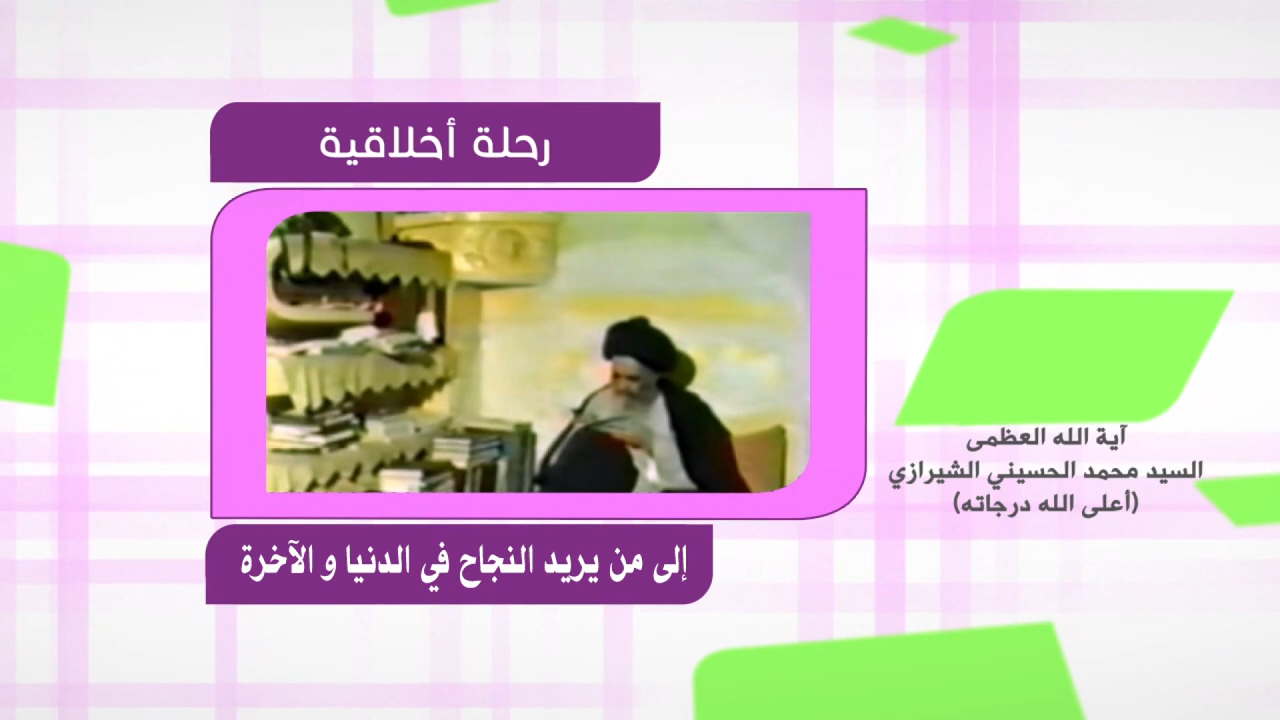 رحلة أخلاقية
آية الله العظمى
السيد محمد الحسيني الشيرازي
(أعلى الله درجاته)
إلى من يريد النجاح في الدنيا و الآخرة